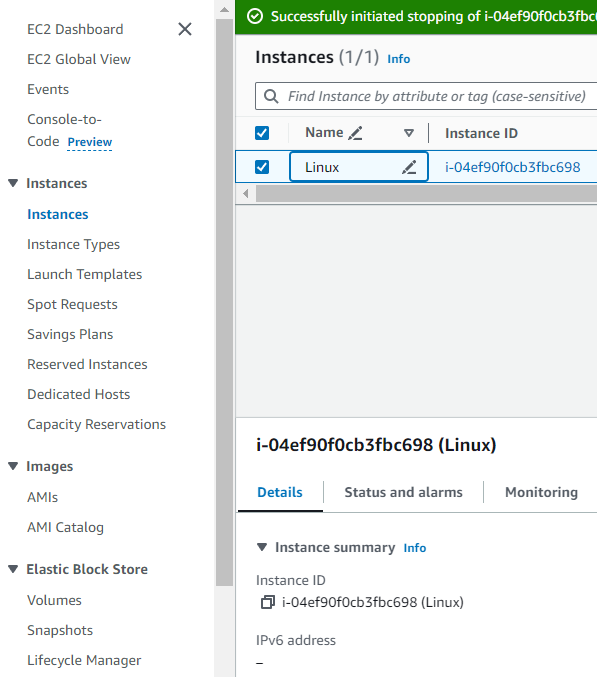 EC2 Dashboard
EC2 Global View
Events
Console-to-
Code Preview
Instances
Instances
Instance Types
Launch Templates
Spot Requests
Savings Plans
Reserved Instances
Dedicated Hosts
Capacity Reservations
Images
AMIs
AMI Catalog
Elastic Block Store
Volumes
Snapshots
Lifecycle Manager
Successfully initiated stopping of i-04ef90f0cb3fbc6
Instances (1/1) Info
Find Instance by attribute or tag (case-sensitive)
Name Instance ID
Linux i-04ef90f0cb3fbc698
i-04ef90f0cb3fbc698 (Linux)
Details Status and alarms Monitoring
Instance summary Info
Instance ID
i-04ef90f0cb3fbc698 (Linux)
IPv6 address
–